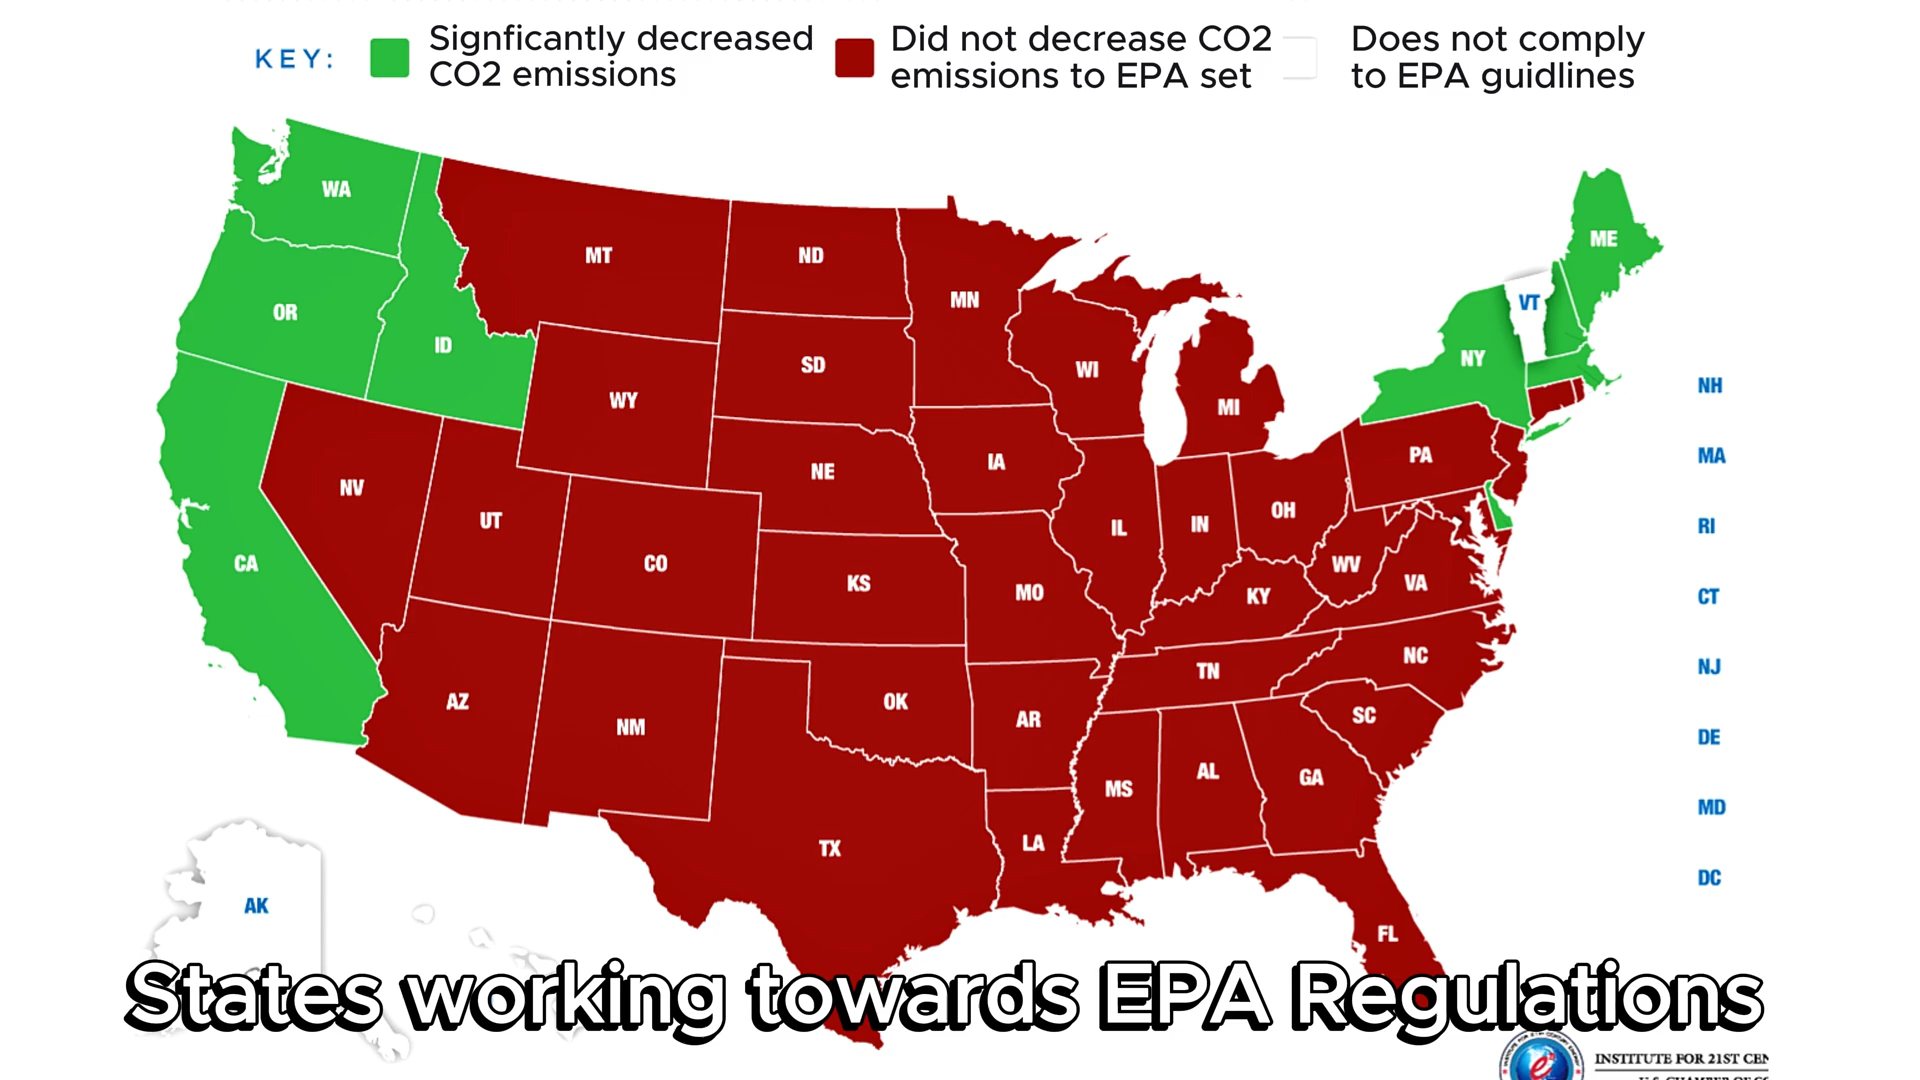 KEY:
Signficantly decreased
CO2 emissions
Did not decrease CO2
emissions to EPA set
Does not comply
to EPA guidlines
WA
MT
ND
MN
ME
VT
OR
ID
SD
WI
NY
WY
MI
NH
NV
NE
IA
PA
MA
UT
CO
KS
MO
IL
IN
OH
WV
VA
KY
RI
CA
CT
AZ
NM
OK
AR
TN
NC
SC
NJ
MS
AL
GA
DE
TX
LA
MD
AK
FL
DC
States working towards EPA Regulations
INSTITUTE FOR 21ST CEN